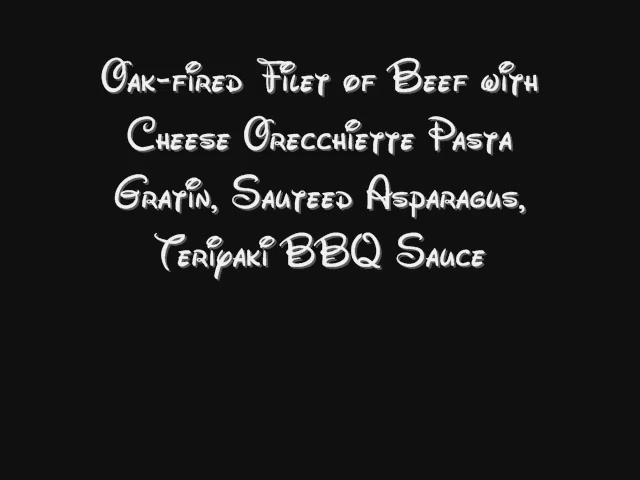 Oak-fired Filet of Beef with
Cheese Orecchiette Pasta
Gratin, Sauteed Asparagus,
Teriyaki BBQ Sauce